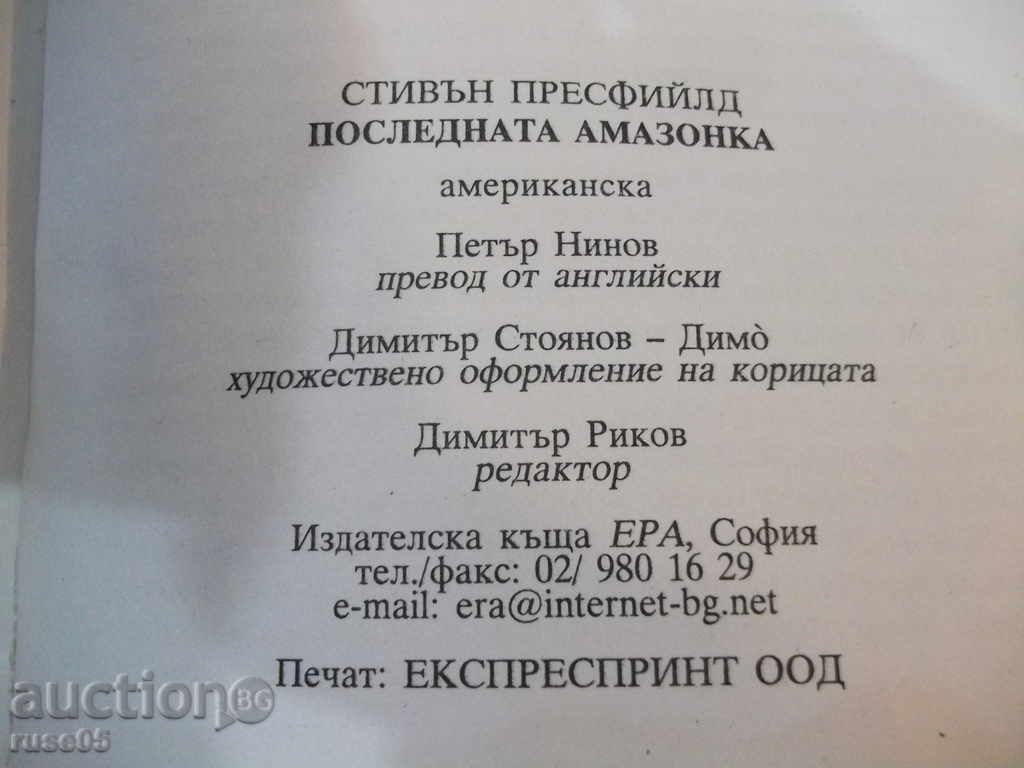 СТИВЪН ПРЕСФИЙЛД
ПОСЛЕДНАТА АМАЗОНКА
американска
Петър Нинов
превод от английски
Димитър Стоянов – Димо̀
художествено оформление на корицата
Димитър Риков
редактор
Издателска къща ЕРА, София
тел./факс: 02/ 980 16 29
e-mail: era@internet-bg.net
Печат: ЕКСПРЕСПРИНТ ООД
auction BG
ruse05